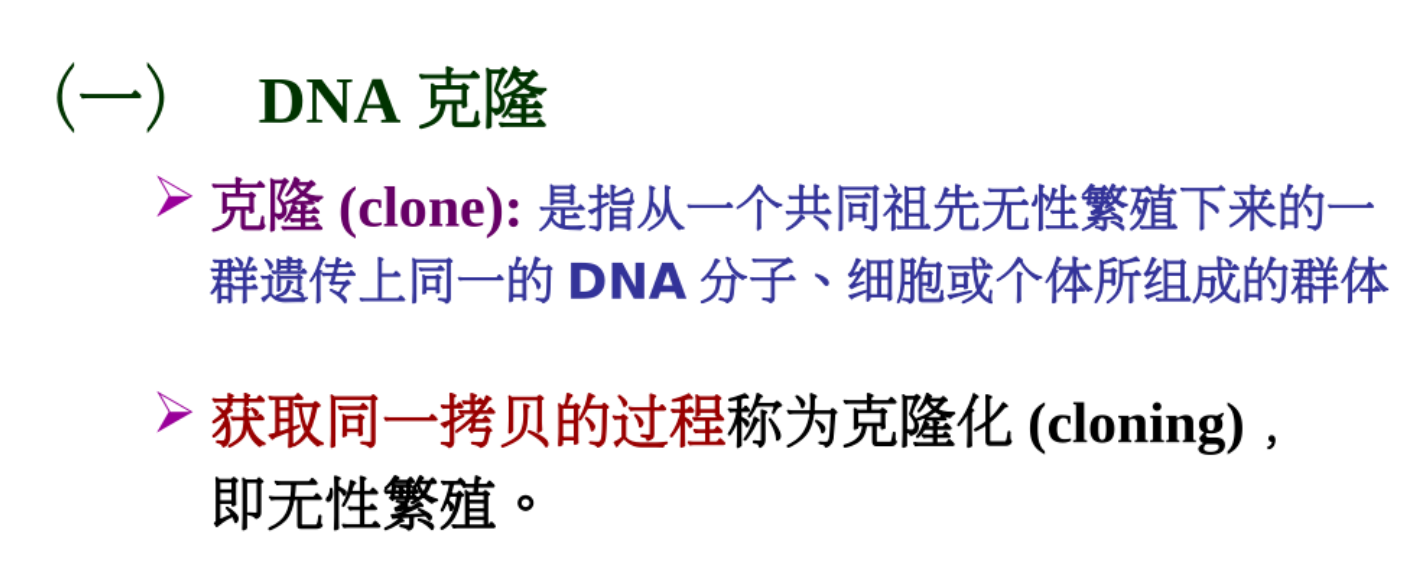 （一） DNA 克隆
克隆 (clone): 是指从一个共同祖先无性繁殖下来的一
群遗传上同一的 DNA 分子、细胞或个体所组成的群体
获取同一拷贝的过程称为克隆化 (cloning)，
即无性繁殖。